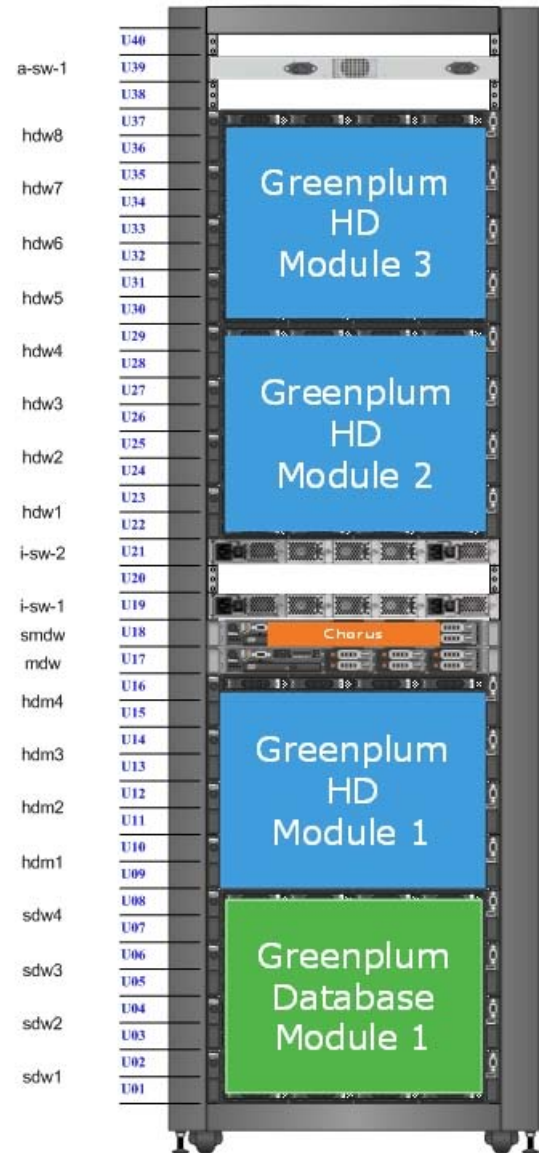 U40
a-sw-1 U39
U38
U37
hdw8
U36
U35
hdw7
U34
U33
hdw6
U32
U31
hdw5
U30
Greenplum
HD
Module 3
U29
hdw4
U28
U27
hdw3
U26
U25
hdw2
U24
U23
hdw1
U22
Greenplum
HD
Module 2
i-sw-2 U21
U20
i-sw-1 U19
smdw U18 Chorus
mdw U17
U16
hdm4
U15
U14
hdm3
U13
U12
hdm2
U11
U10
hdm1
U09
Greenplum
HD
Module 1
U08
sdw4
U07
U06
sdw3
U05
U04
sdw2
U03
U02
sdw1
U01
Greenplum
Database
Module 1